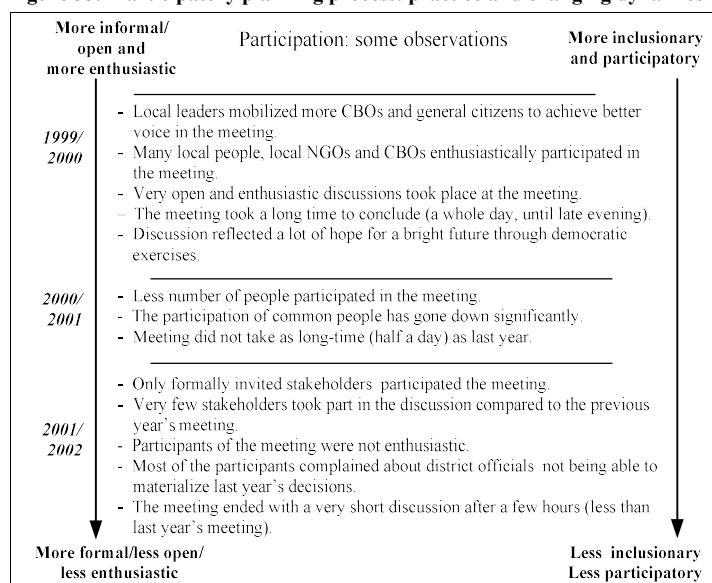 More informal/
open and
more enthusiastic
Participation: some observations
More inclusionary
and participatory
1999/
2000
- Local leaders mobilized more CBOs and general citizens to achieve better
voice in the meeting.
- Many local people, local NGOs and CBOs enthusiastically participated in
the meeting.
- Very open and enthusiastic discussions took place at the meeting.
– The meeting took a long time to conclude (a whole day, until late evening).
- Discussion reflected a lot of hope for a bright future through democratic
exercises.
2000/
2001
- Less number of people participated in the meeting.
- The participation of common people has gone down significantly.
- Meeting did not take as long-time (half a day) as last year.
2001/
2002
- Only formally invited stakeholders participated the meeting.
- Very few stakeholders took part in the discussion compared to the previous
year's meeting.
- Participants of the meeting were not enthusiastic.
- Most of the participants complained about district officials not being able to
materialize last year's decisions.
- The meeting ended with a very short discussion after a few hours (less than
last year's meeting).
More formal/less open/
less enthusiastic
Less inclusionary
Less participatory